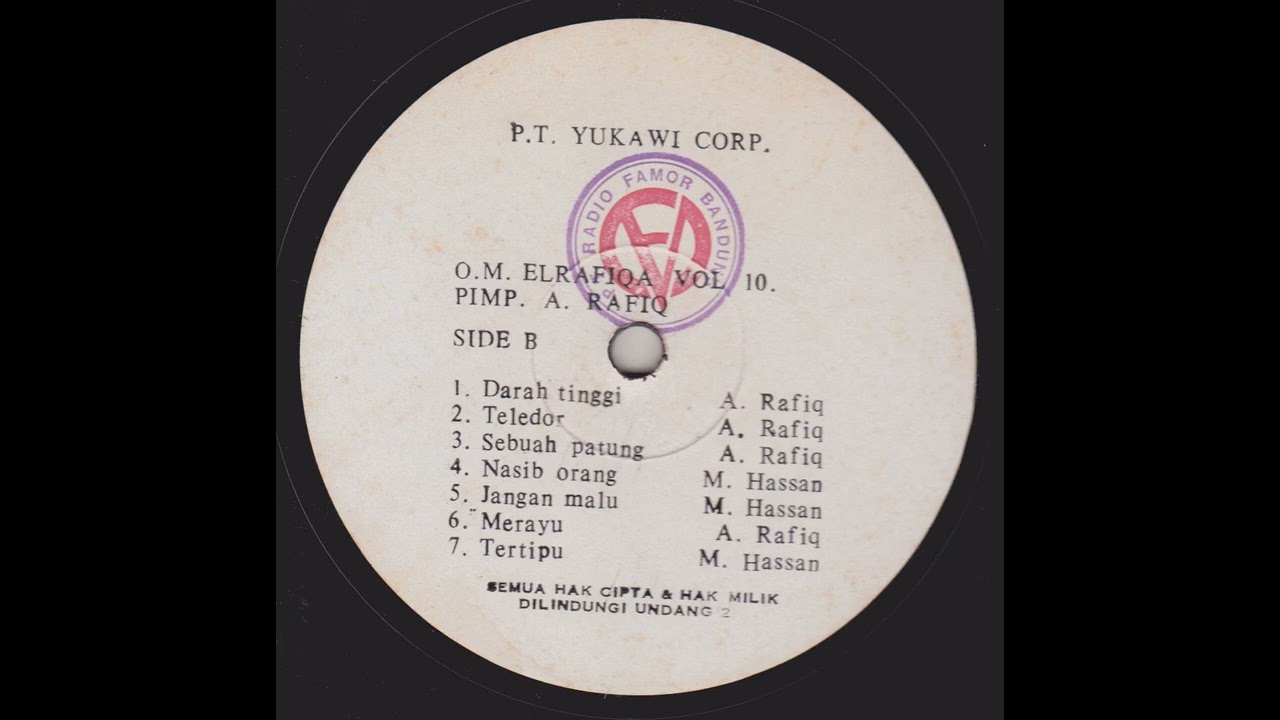 P.T. YUKAWI CORP.
RADIO FAMOR BANDUN
O.M. ELRAFIQA VOL 10.
PIMP. A. RAFIQ
SIDE B
1. Darah tinggi A. Rafiq
2. Teledor A. Rafiq
3. Sebuah patung A. Rafiq
4. Nasib orang M. Hassan
5. Jangan malu M. Hassan
6. Merayu A. Rafiq
7. Tertipu M. Hassan
SEMUA HAK CIPTA & HAK MILIK
DILINDUNGI UNDANG 2